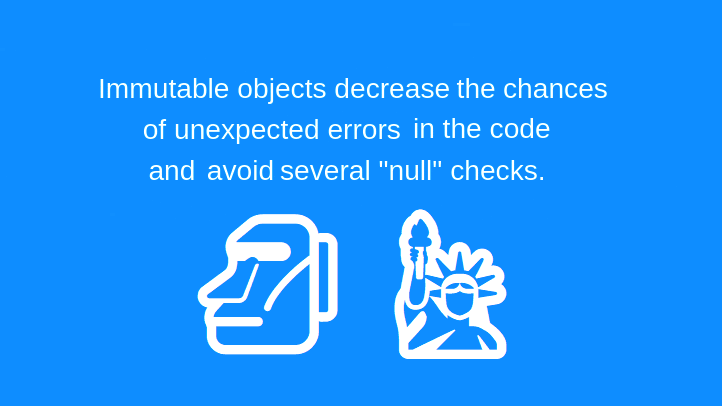 Immutable objects decrease the chances
of unexpected errors in the code
and avoid several "null" checks.